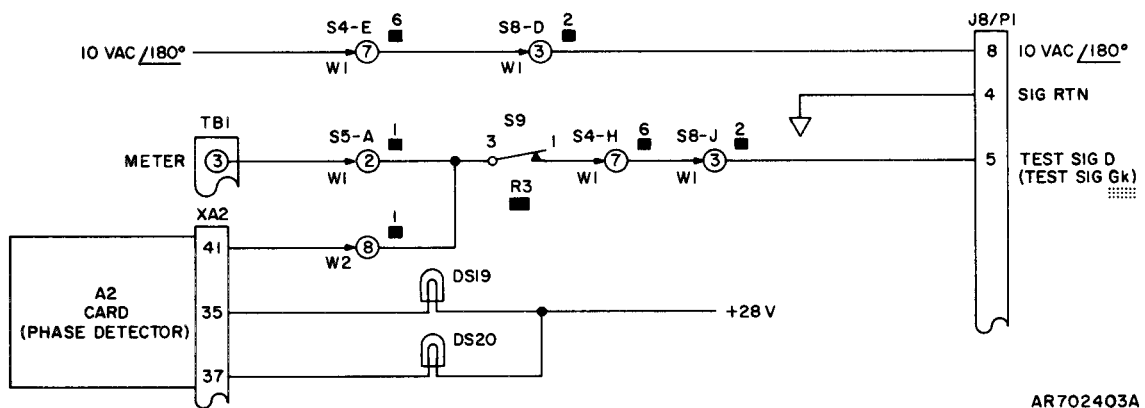 S4-E 6 S8-D 2 J8/P1
10 VAC /180° 7 3 8 10 VAC /180°
W1 W1
4 SIG RTN
TB1 S5-A 1 S9 S4-H 6 S8-J 2
METER 3 2 3 1 7 3 5 TEST SIG D
W1 W1 W1 (TEST SIG Gk)
R3
XA2 1
41 8
W2
DS19
A2
CARD
(PHASE DETECTOR)
35 +28 V
DS20
37
AR702403A